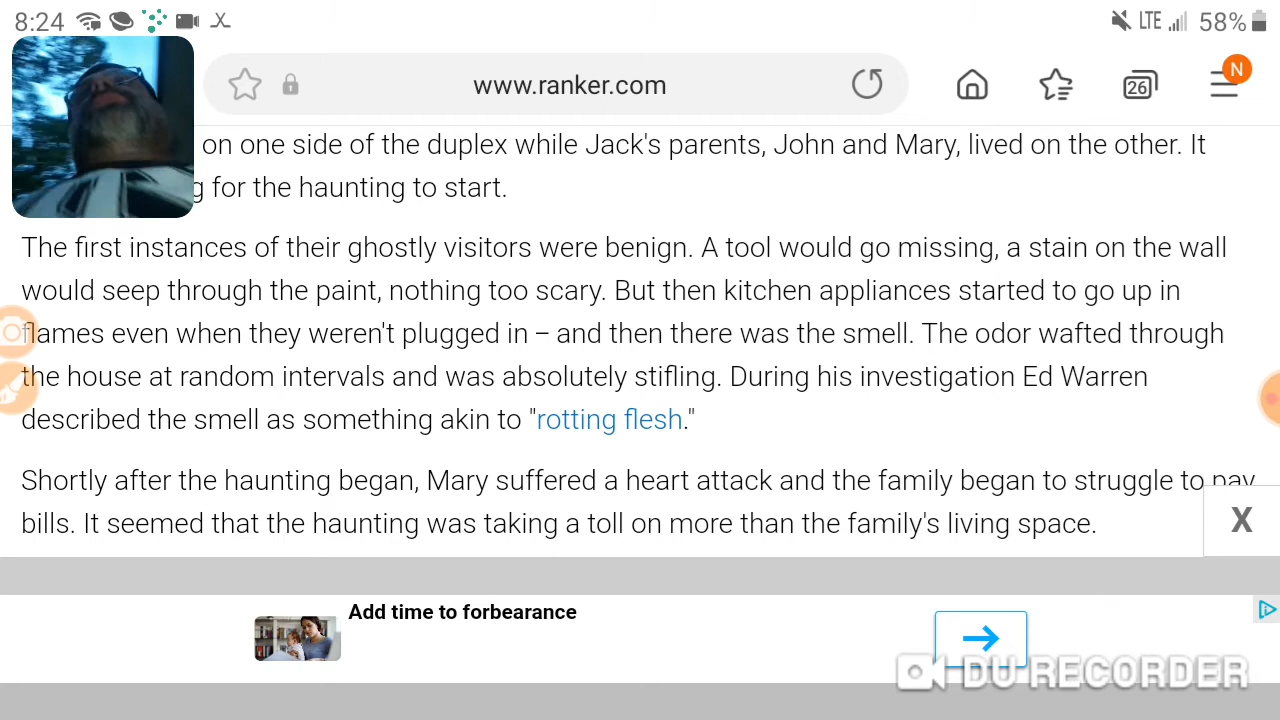 8:24 LTE 58%
www.ranker.com 26 N
on one side of the duplex while Jack's parents, John and Mary, lived on the other. It
g for the haunting to start.
The first instances of their ghostly visitors were benign. A tool would go missing, a stain on the wall
would seep through the paint, nothing too scary. But then kitchen appliances started to go up in
flames even when they weren't plugged in – and then there was the smell. The odor wafted through
the house at random intervals and was absolutely stifling. During his investigation Ed Warren
described the smell as something akin to "rotting flesh."
Shortly after the haunting began, Mary suffered a heart attack and the family began to struggle to pay
bills. It seemed that the haunting was taking a toll on more than the family's living space.
X
Add time to forbearance
DU RECORDER